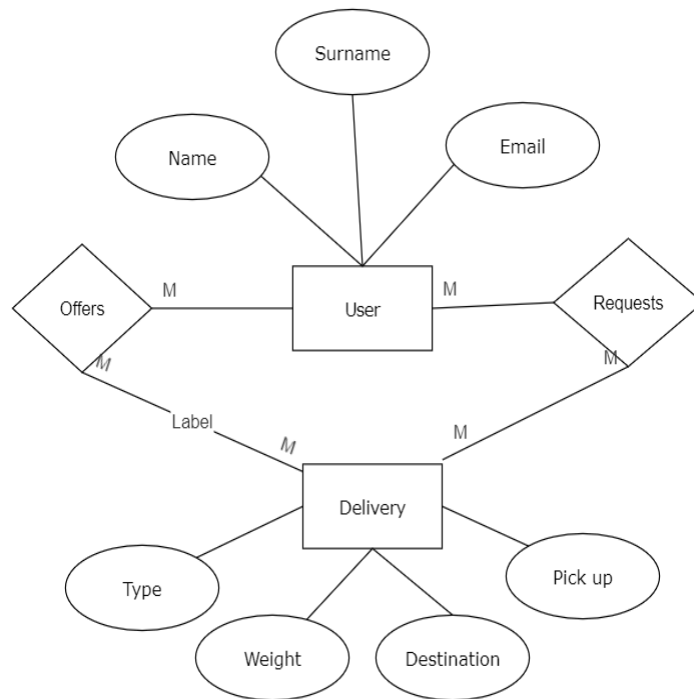 Surname
Name
Email
M
M
Offers
User
Requests
M
M
Label
M
M
Delivery
Type
Pick up
Weight
Destination